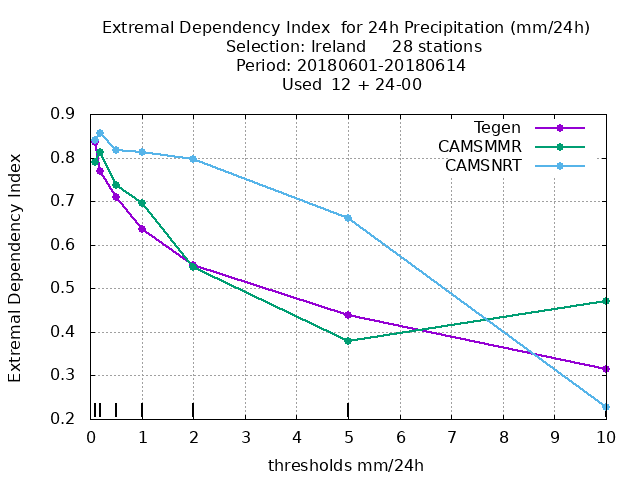 Extremal Dependency Index  for 24h Precipitation (mm/24h)
Selection: Ireland     28 stations
Period: 20180601-20180614
Used  12 + 24-00
Tegen
CAMSMMR
CAMSNRT
Extremal Dependency Index
0.9
0.8
0.7
0.6
0.5
0.4
0.3
0.2
0 1 2 3 4 5 6 7 8 9 10
thresholds mm/24h